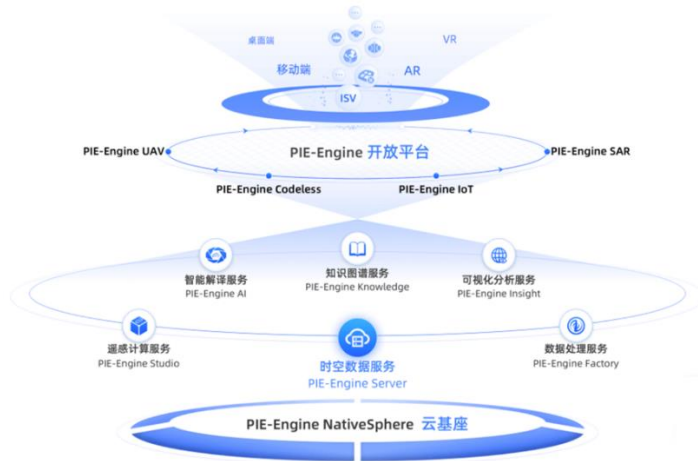 桌面端
VR
移动端
AR
ISV
PIE-Engine 开放平台
PIE-Engine UAV
PIE-Engine SAR
PIE-Engine Codeless
PIE-Engine IoT
智能解译服务
PIE-Engine AI
知识图谱服务
PIE-Engine Knowledge
可视化分析服务
PIE-Engine Insight
遥感计算服务
PIE-Engine Studio
时空数据服务
PIE-Engine Server
数据处理服务
PIE-Engine Factory
PIE-Engine NativeSphere 云基座